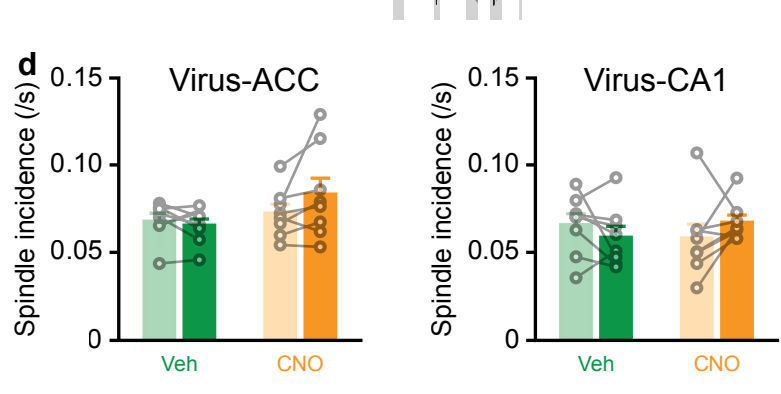 d
Virus-ACC
Spindle incidence (/s)
0.15
0.10
0.05
0
Veh
CNO
Virus-CA1
Spindle incidence (/s)
0.15
0.10
0.05
0
Veh
CNO